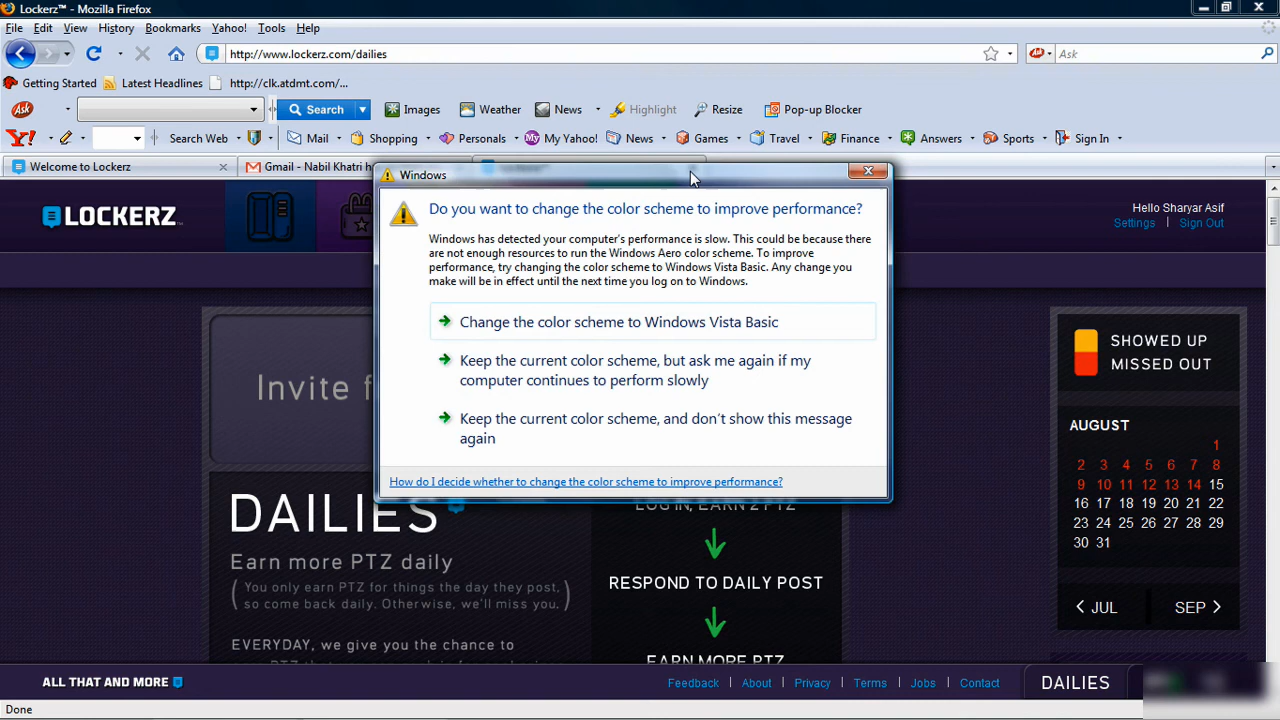 Lockerz™ - Mozilla Firefox
File Edit View History Bookmarks Yahoo! Tools Help
http://www.lockerz.com/dailies
Ask Ask
Getting Started Latest Headlines http://clk.atdmt.com/...
Ask Search Images Weather News Highlight Resize Pop-up Blocker
Y! Search Web Mail Shopping Personals My Yahoo! News Games Travel Finance Answers Sports Sign In
Welcome to Lockerz Gmail - Nabil Khatri h
Windows
LOCKERZ™
Hello Sharyar Asif
Settings Sign Out
Do you want to change the color scheme to improve performance?
Windows has detected your computer's performance is slow. This could be because there
are not enough resources to run the Windows Aero color scheme. To improve
performance, try changing the color scheme to Windows Vista Basic. Any change you
make will be in effect until the next time you log on to Windows.
Change the color scheme to Windows Vista Basic
Keep the current color scheme, but ask me again if my
computer continues to perform slowly
Keep the current color scheme, and don't show this message
again
How do I decide whether to change the color scheme to improve performance?
Invite f
DAILIES
Earn more PTZ daily
(You only earn PTZ for things the day they post,
so come back daily. Otherwise, we'll miss you.)
EVERYDAY, we give you the chance to
LOG IN, EARN 2 PTZ
RESPOND TO DAILY POST
EARN MORE PTZ
SHOWED UP
MISSED OUT
AUGUST
1
2 3 4 5 6 7 8
9 10 11 12 13 14 15
16 17 18 19 20 21 22
23 24 25 26 27 28 29
30 31
JUL SEP
ALL THAT AND MORE
Feedback About Privacy Terms Jobs Contact DAILIES
Done